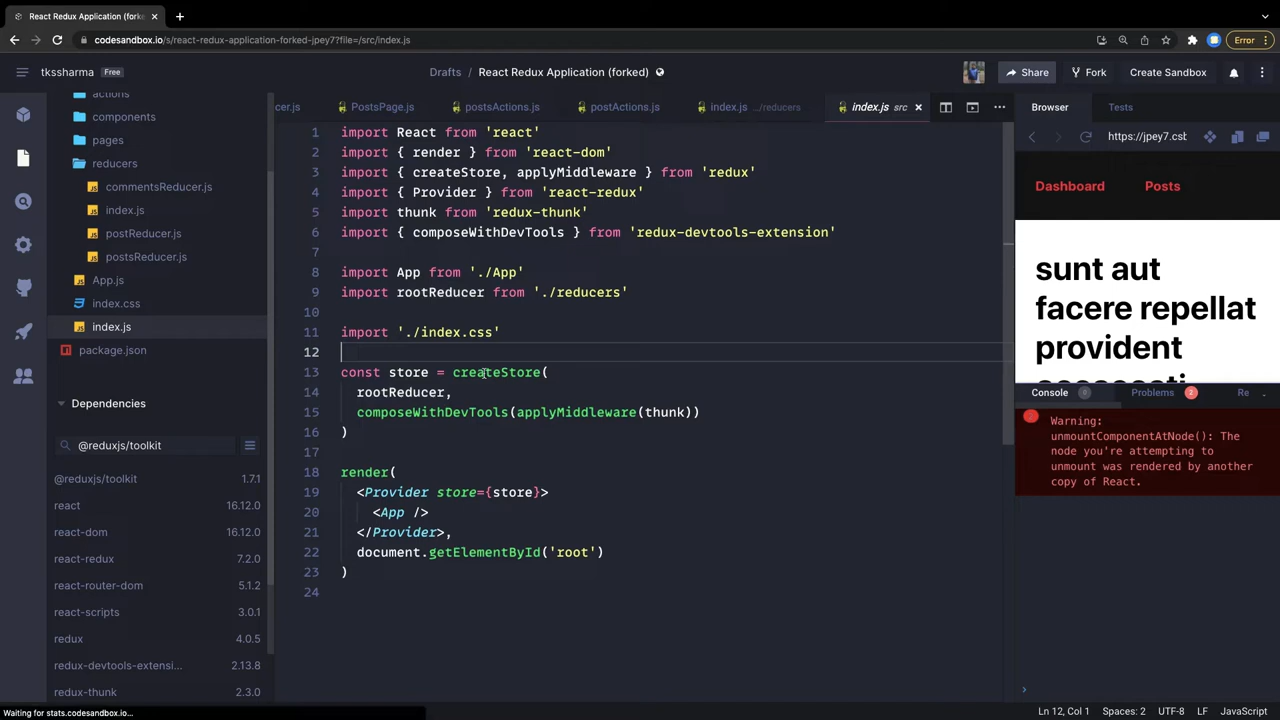 React Redux Application (forked)
codesandbox.io/s/react-redux-application-forked-jpey7?file=/src/index.js
Error
tkssharma Free
Drafts / React Redux Application (forked)
Share
Fork
Create Sandbox
actions
components
pages
reducers
commentsReducer.js
index.js
postReducer.js
postsReducer.js
App.js
index.css
index.js
package.json
Dependencies
@reduxjs/toolkit
@reduxjs/toolkit 1.7.1
react 16.12.0
react-dom 16.12.0
react-redux 7.2.0
react-router-dom 5.1.2
react-scripts 3.0.1
redux 4.0.5
redux-devtools-extensi... 2.13.8
redux-thunk 2.3.0
Waiting for stats.codesandbox.io...
cer.js
PostsPage.js
postsActions.js
postActions.js
index.js .../reducers
index.js src
1 import React from 'react'
2 import { render } from 'react-dom'
3 import { createStore, applyMiddleware } from 'redux'
4 import { Provider } from 'react-redux'
5 import thunk from 'redux-thunk'
6 import { composeWithDevTools } from 'redux-devtools-extension'
7
8 import App from './App'
9 import rootReducer from './reducers'
10
11 import './index.css'
12
13 const store = createStore(
14 rootReducer,
15 composeWithDevTools(applyMiddleware(thunk))
16 )
17
18 render(
19 <Provider store={store}>
20 <App />
21 </Provider>,
22 document.getElementById('root')
23 )
24
Browser
Tests
https://jpey7.csb
Dashboard
Posts
sunt aut
facere repellat
provident
Console 0
Problems 2
Re
Warning:
unmountComponentAtNode(): The
node you're attempting to
unmount was rendered by another
copy of React.
Ln 12, Col 1
Spaces: 2
UTF-8
LF
JavaScript